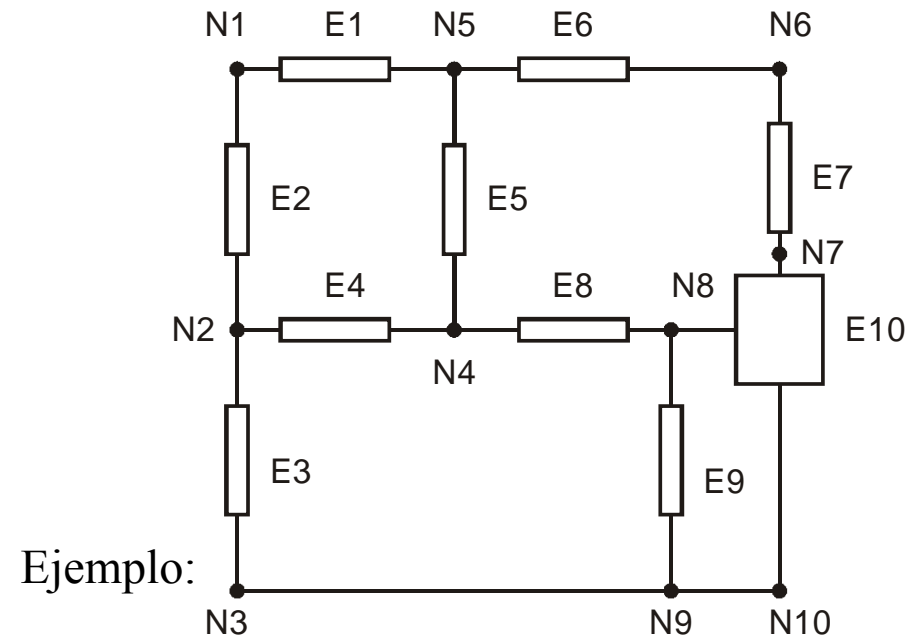 N1 E1 N5 E6 N6
E7
E2 E5
N7
E4 E8 N8
N2 E10
N4
E3 E9
Ejemplo:
N3 N9 N10